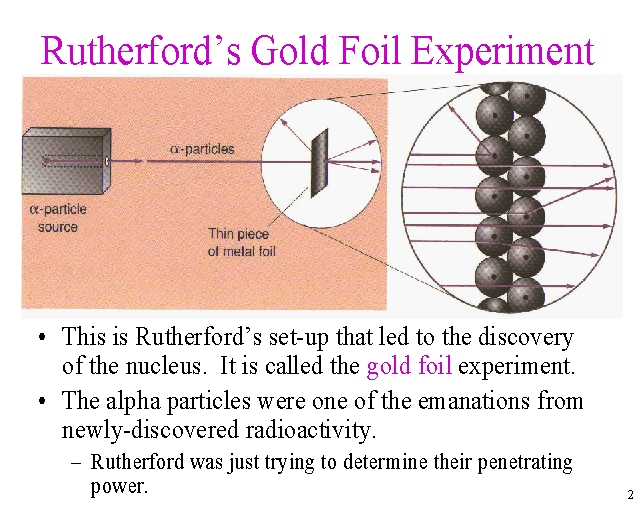 Rutherford's Gold Foil Experiment
α-particles
α-particle
source
Thin piece
of metal foil
• This is Rutherford's set-up that led to the discovery
of the nucleus. It is called the gold foil experiment.
• The alpha particles were one of the emanations from
newly-discovered radioactivity.
– Rutherford was just trying to determine their penetrating
power.
2